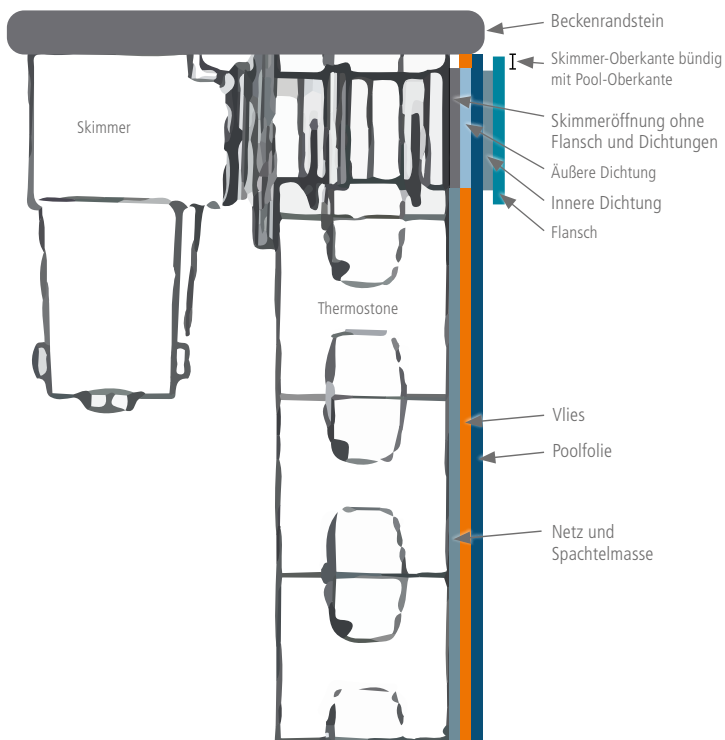 Beckenrandstein
Skimmer-Oberkante bündig
mit Pool-Oberkante
Skimmeröffnung ohne
Flansch und Dichtungen
Äußere Dichtung
Innere Dichtung
Flansch
Skimmer
Thermostone
Vlies
Poolfolie
Netz und
Spachtelmasse